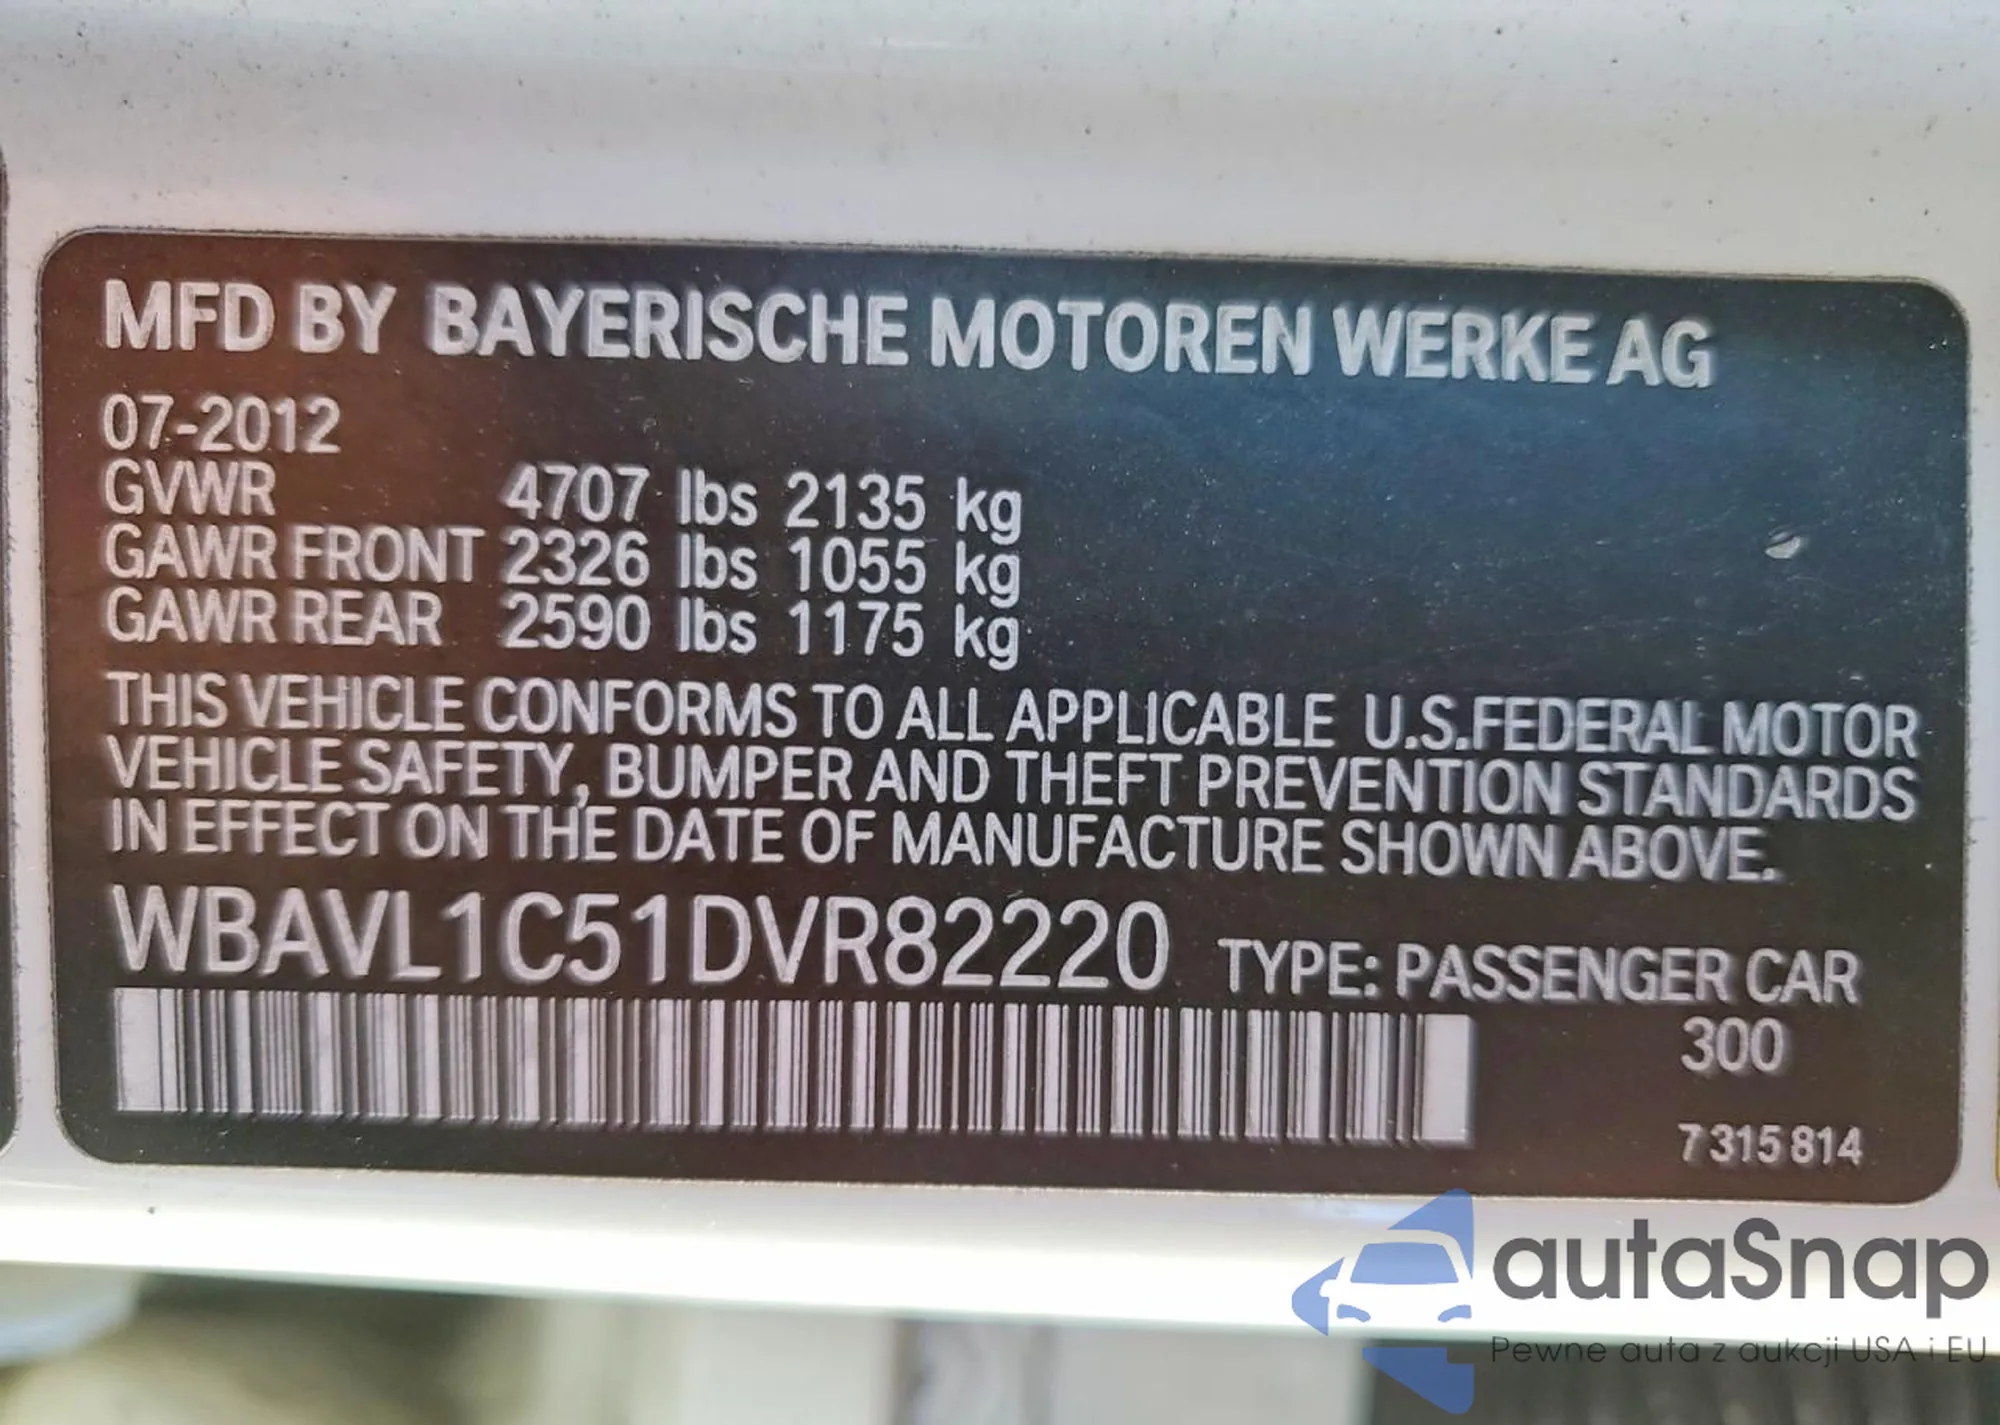 MFD BY BAYERISCHE MOTOREN WERKE AG
07-2012
GVWR 4707 lbs 2135 kg
GAWR FRONT 2326 lbs 1055 kg
GAWR REAR 2590 lbs 1175 kg
THIS VEHICLE CONFORMS TO ALL APPLICABLE U.S.FEDERAL MOTOR
VEHICLE SAFETY, BUMPER AND THEFT PREVENTION STANDARDS
IN EFFECT ON THE DATE OF MANUFACTURE SHOWN ABOVE.
WBAVL1C51DVR82220 TYPE: PASSENGER CAR
300
7 315 814
autaSnap
Pewne auta z aukcji USA i EU